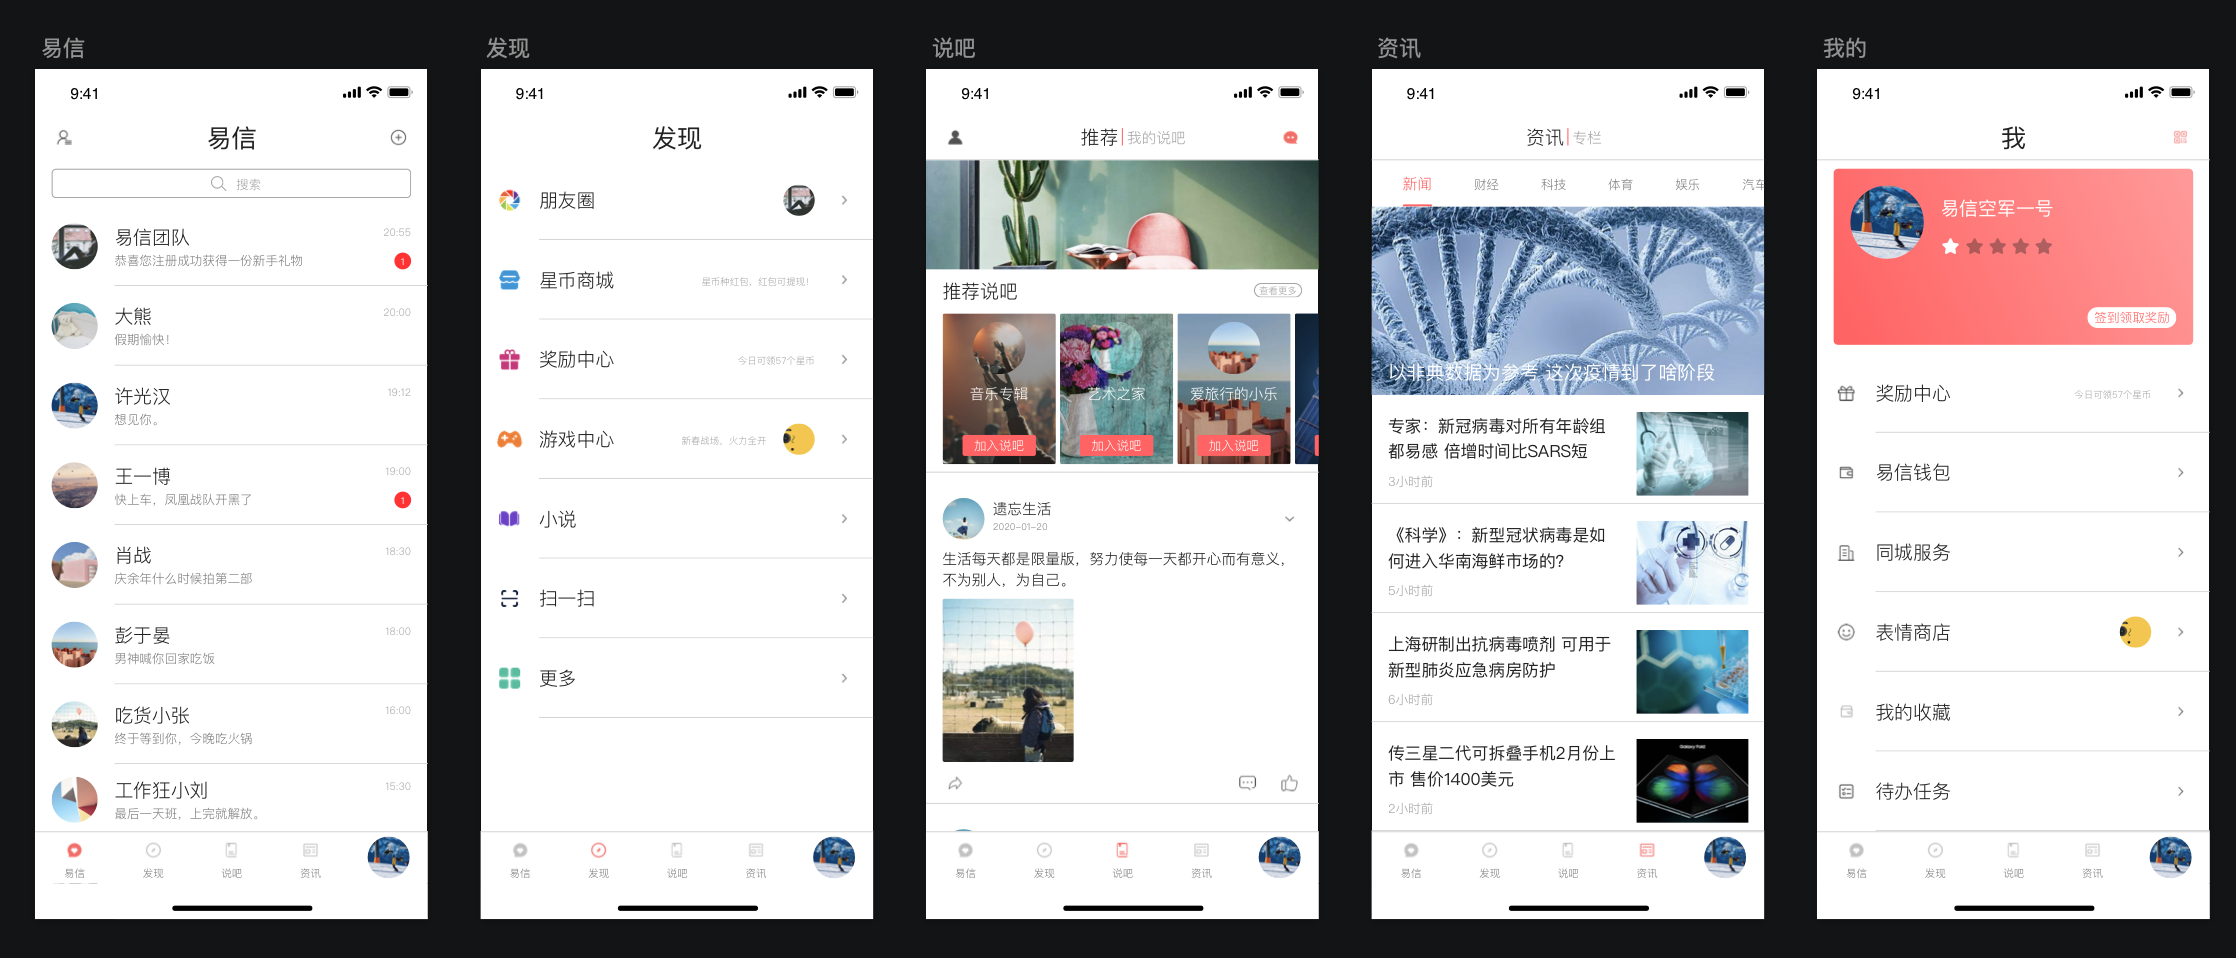 易信
9:41
易信
搜索
易信团队
20:55
恭喜您注册成功获得一份新手礼物
1
大熊
20:00
假期愉快！
许光汉
19:12
想见你。
王一博
19:00
快上车，凤凰战队开黑了
1
肖战
18:30
庆余年什么时候拍第二部
彭于晏
18:00
男神喊你回家吃饭
吃货小张
16:00
终于等到你，今晚吃火锅
工作狂小刘
15:30
最后一天班，上完就解放。
易信 发现 说吧 资讯
发现
9:41
发现
朋友圈
星币商城
星币种红包，红包可提现！
奖励中心
今日可领57个星币
游戏中心
新春战场，火力全开
小说
扫一扫
更多
易信 发现 说吧 资讯
说吧
9:41
推荐 我的说吧
推荐说吧
查看更多
音乐专辑 艺术之家 爱旅行的小乐
加入说吧 加入说吧 加入说吧
遗忘生活
2020-01-20
生活每天都是限量版，努力使每一天都开心而有意义，
不为别人，为自己。
易信 发现 说吧 资讯
资讯
9:41
资讯 专栏
新闻 财经 科技 体育 娱乐 汽车
以非典数据为参考 这次疫情到了啥阶段
专家：新冠病毒对所有年龄组
都易感 倍增时间比SARS短
3小时前
《科学》：新型冠状病毒是如
何进入华南海鲜市场的?
5小时前
上海研制出抗病毒喷剂 可用于
新型肺炎应急病房防护
6小时前
传三星二代可拆叠手机2月份上
市 售价1400美元
2小时前
Galaxy Fold
易信 发现 说吧 资讯
我的
9:41
我
易信空军一号
签到领取奖励
奖励中心
今日可领57个星币
易信钱包
同城服务
表情商店
我的收藏
待办任务
易信 发现 说吧 资讯